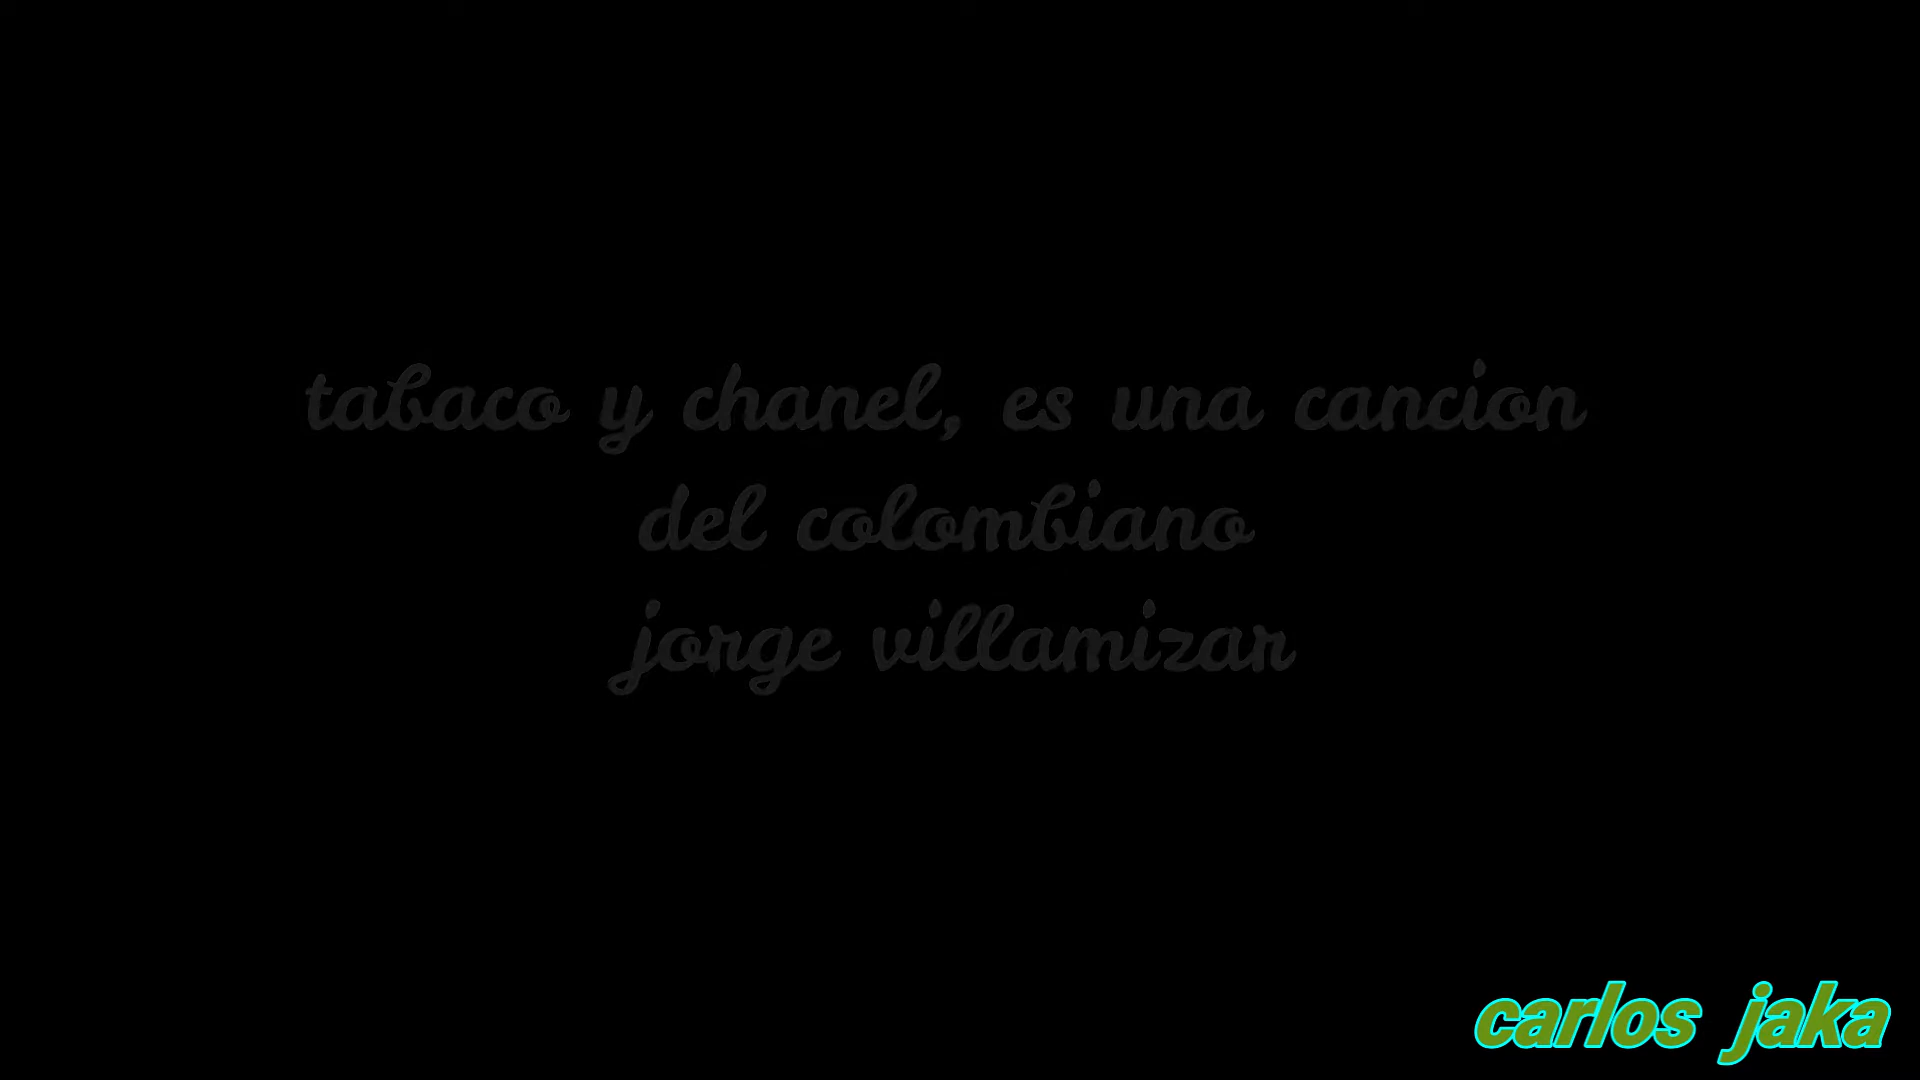 tabaco y chanel, es una cancion
del colombiano
jorge villamizar
carlos jaka